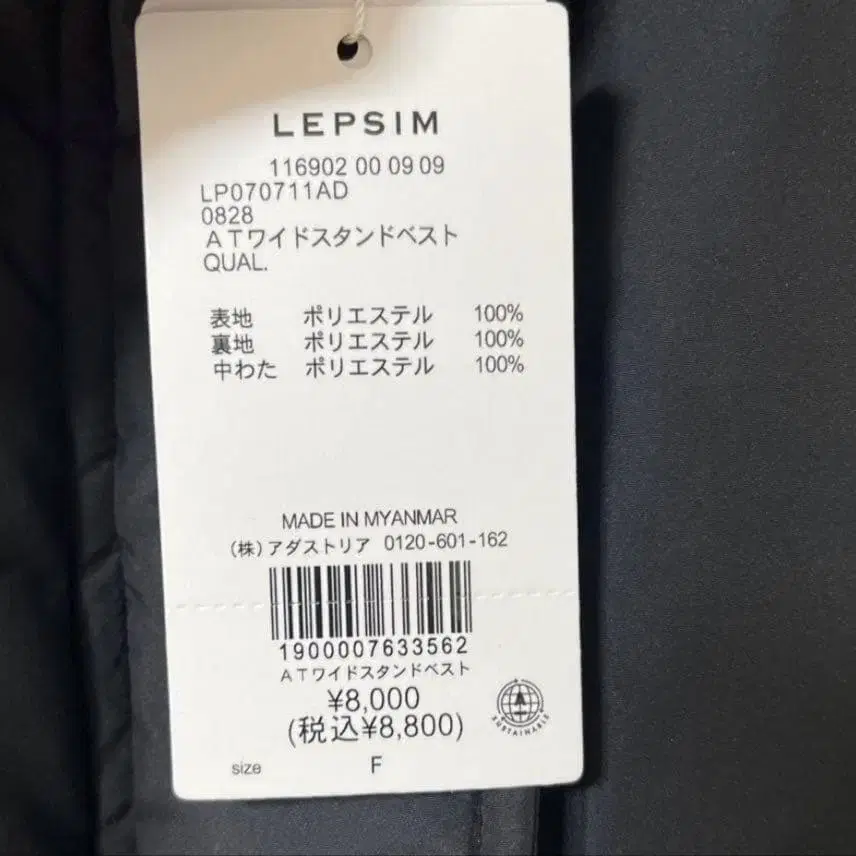 LEPSIM
116902 00 09 09
LP070711AD
0828
ATワイドスタンドベスト
QUAL.
表地 ポリエステル 100%
裏地 ポリエステル 100%
中わた ポリエステル 100%
MADE IN MYANMAR
(株)アダストリア 0120-601-162
1900007633562
ATワイドスタンドベスト
¥8,000
(税込¥8,800)
SUSTAINABLE
size F